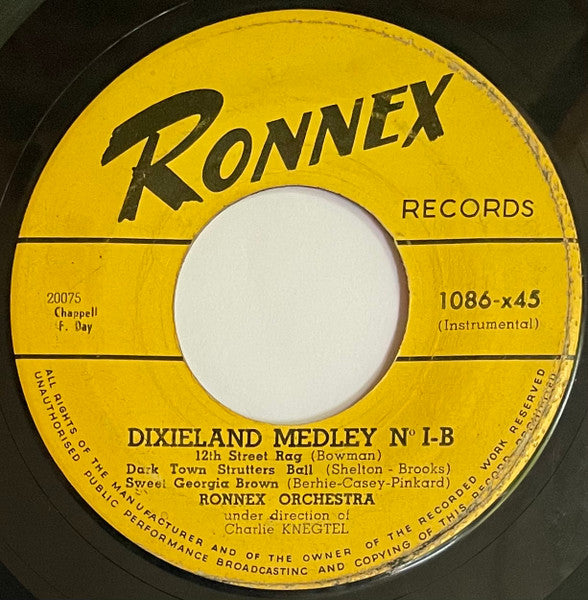 RONNEX
RECORDS
20075
Chappell
F. Day
1086-x45
(Instrumental)
DIXIELAND MEDLEY Nº I-B
12th Street Rag (Bowman)
Dark Town Strutters Ball (Shelton - Brooks)
Sweet Georgia Brown (Berhie-Casey-Pinkard)
RONNEX ORCHESTRA
under direction of
Charlie KNEGTEL
ALL RIGHTS OF THE MANUFACTURER AND OF THE OWNER OF THE RECORDED WORK RESERVED
UNAUTHORISED PUBLIC PERFORMANCE BROADCASTING AND COPYING OF THIS RECORD PROHIBITED